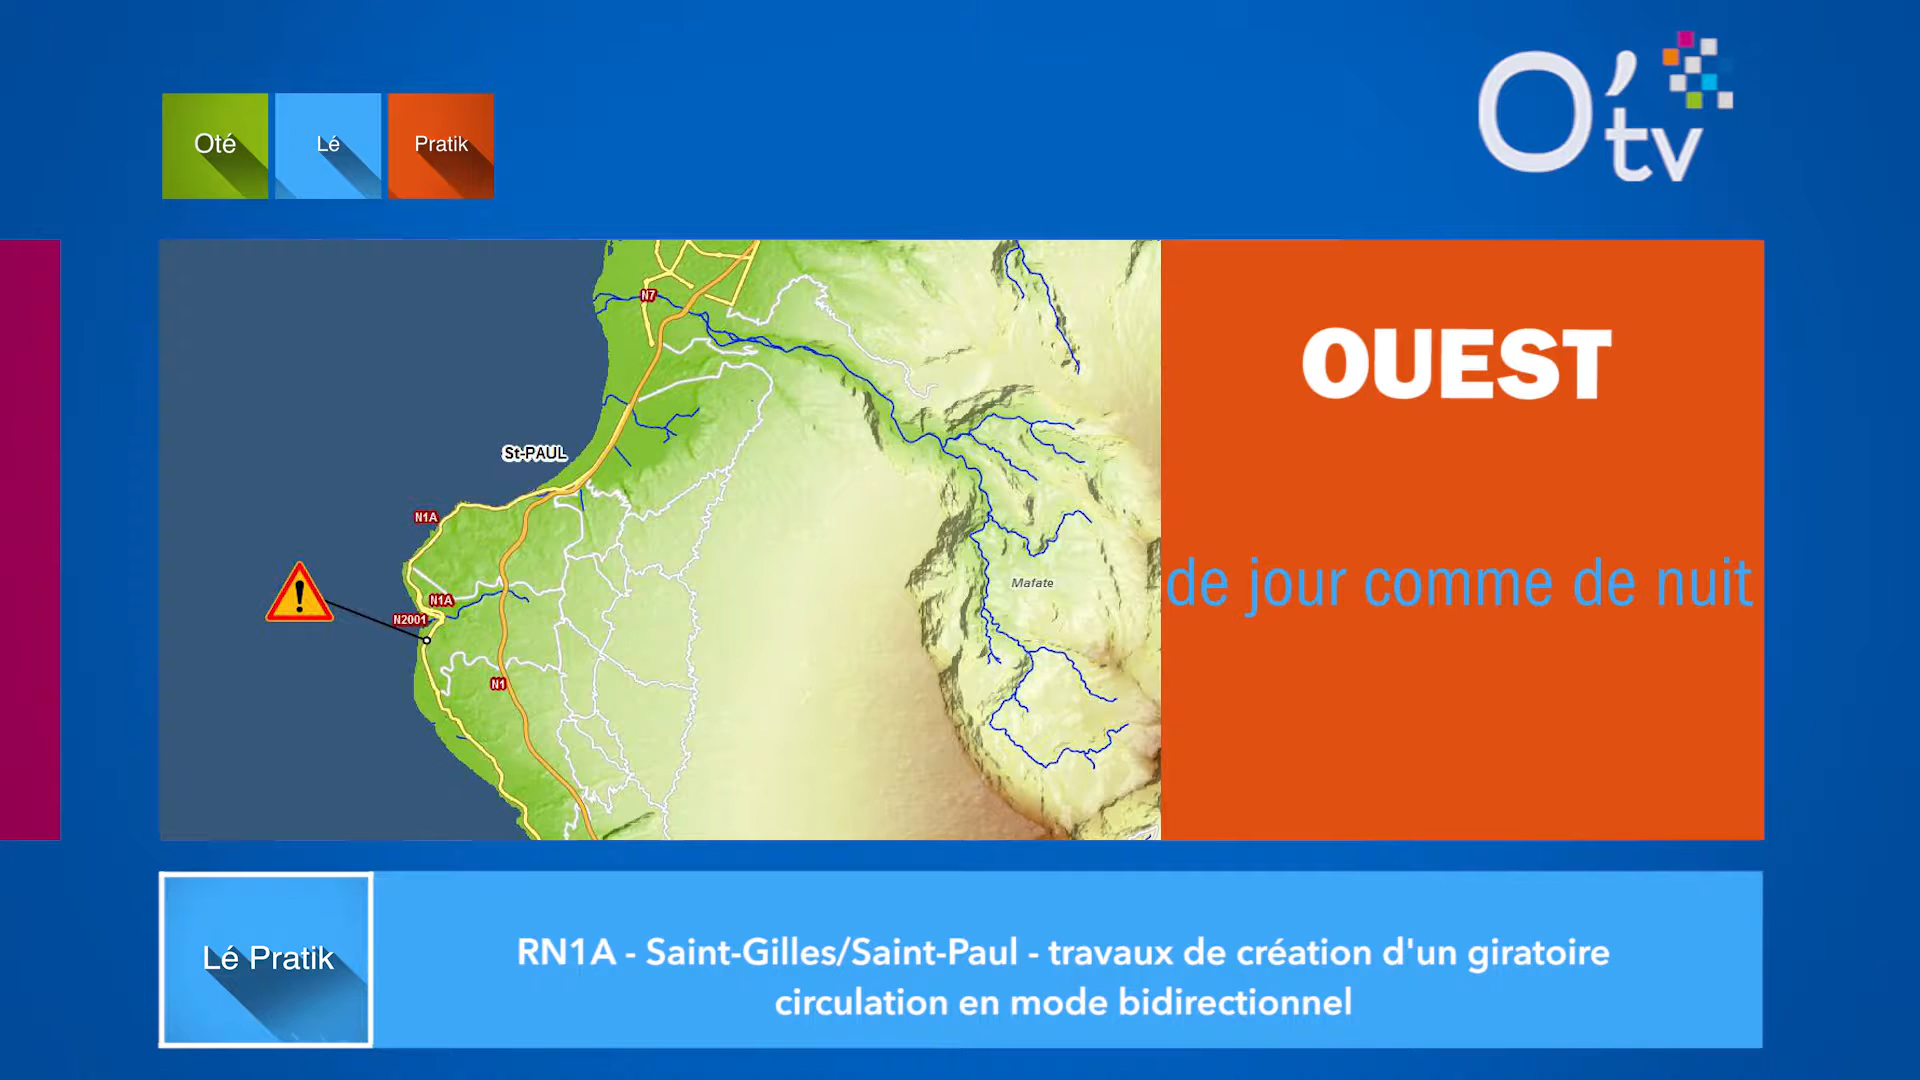 O'tv
Oté
Lé
Pratik
OUEST
N7
St-PAUL
N1A
de jour comme de nuit
Mafate
N1A
N2001
N1
Lé Pratik
RN1A - Saint-Gilles/Saint-Paul - travaux de création d'un giratoire
circulation en mode bidirectionnel